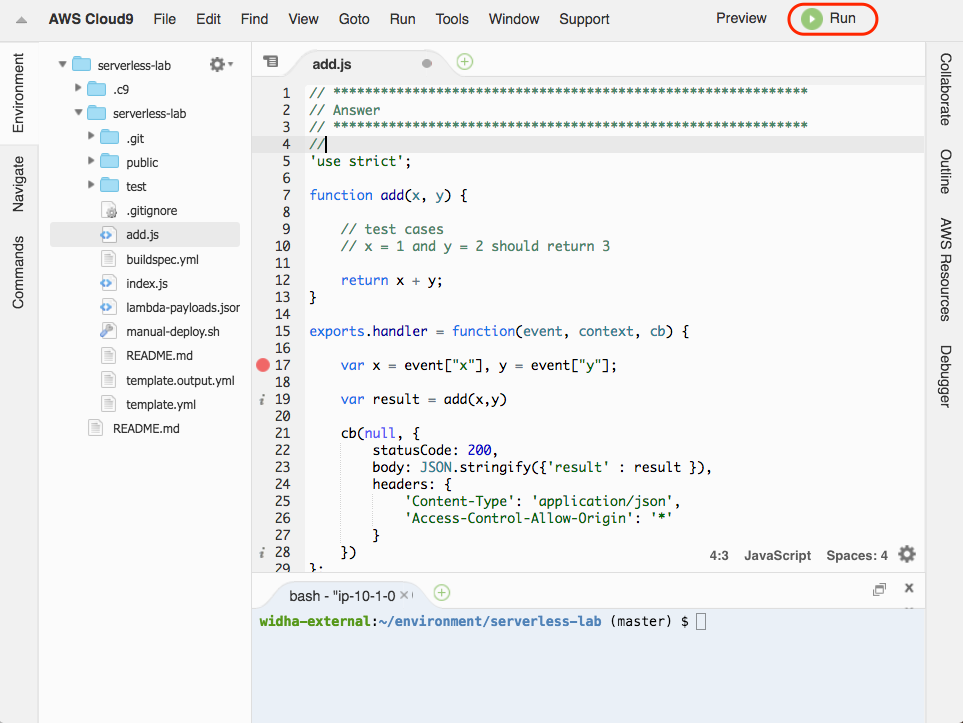 AWS Cloud9 File Edit Find View Goto Run Tools Window Support Preview Run
Environment
Navigate
Commands
serverless-lab
.c9
serverless-lab
.git
public
test
.gitignore
add.js
buildspec.yml
index.js
lambda-payloads.jsor
manual-deploy.sh
README.md
template.output.yml
template.yml
README.md
add.js
1 // ************************************************************
2 // Answer
3 // ************************************************************
4 //
5 'use strict';
6
7 function add(x, y) {
8
9 // test cases
10 // x = 1 and y = 2 should return 3
11
12 return x + y;
13 }
14
15 exports.handler = function(event, context, cb) {
16
17 var x = event["x"], y = event["y"];
18
19 var result = add(x,y)
20
21 cb(null, {
22 statusCode: 200,
23 body: JSON.stringify({'result' : result }),
24 headers: {
25 'Content-Type': 'application/json',
26 'Access-Control-Allow-Origin': '*'
27 }
28 })
29 };
4:3 JavaScript Spaces: 4
bash - "ip-10-1-0
widha-external:~/environment/serverless-lab (master) $
Collaborate
Outline
AWS Resources
Debugger